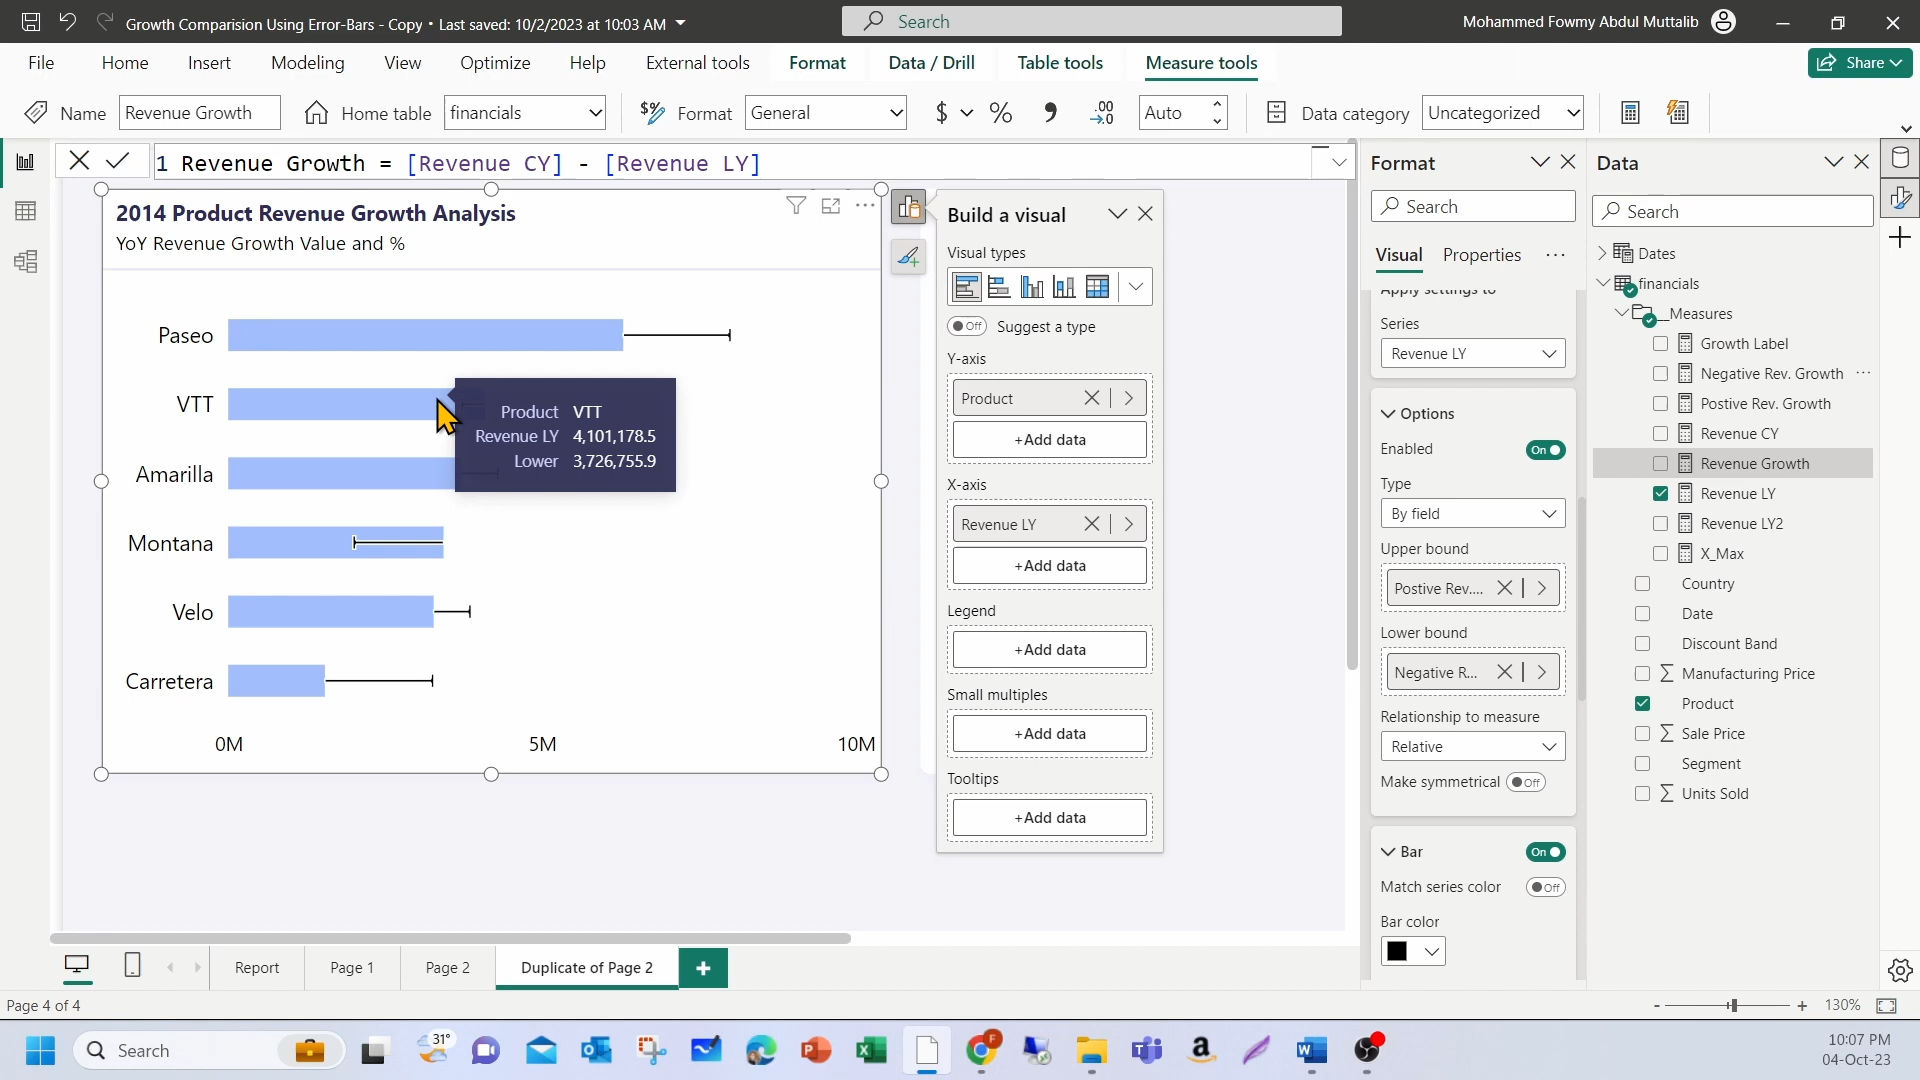 Growth Comparision Using Error-Bars - Copy • Last saved: 10/2/2023 at 10:03 AM
Search
Mohammed Fowmy Abdul Muttalib
File Home Insert Modeling View Optimize Help External tools Format Data / Drill Table tools Measure tools
Share
Name Revenue Growth Home table financials Format General $ % .00 Auto Data category Uncategorized
1 Revenue Growth = [Revenue CY] - [Revenue LY]
2014 Product Revenue Growth Analysis
YoY Revenue Growth Value and %
Paseo
VTT
Amarilla
Montana
Velo
Carretera
0M 5M 10M
Product VTT
Revenue LY 4,101,178.5
Lower 3,726,755.9
Build a visual
Visual types
Off Suggest a type
Y-axis
Product
+Add data
X-axis
Revenue LY
+Add data
Legend
+Add data
Small multiples
+Add data
Tooltips
+Add data
Format
Search
Visual Properties
Apply settings to
Series
Revenue LY
Options
Enabled On
Type
By field
Upper bound
Postive Rev....
Lower bound
Negative R...
Relationship to measure
Relative
Make symmetrical Off
Bar On
Match series color Off
Bar color
Data
Search
Dates
financials
_Measures
Growth Label
Negative Rev. Growth
Postive Rev. Growth
Revenue CY
Revenue Growth
Revenue LY
Revenue LY2
X_Max
Country
Date
Discount Band
Manufacturing Price
Product
Sale Price
Segment
Units Sold
Report Page 1 Page 2 Duplicate of Page 2
Page 4 of 4
130%
Search
31°
10:07 PM
04-Oct-23